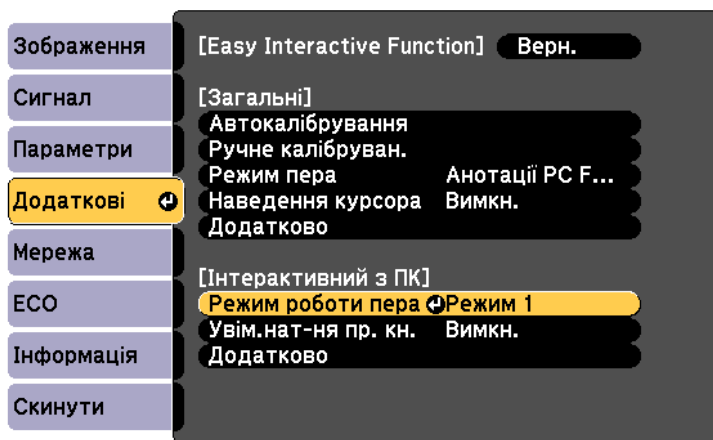 Зображення
Сигнал
Параметри
Додаткові
Мережа
ECO
Інформація
Скинути
[Easy Interactive Function] Верн.
[Загальні]
Автокалібрування
Ручне калібруван.
Режим пера Анотації PC F...
Наведення курсора Вимкн.
Додатково
[Інтерактивний з ПК]
Режим роботи пера Режим 1
Увім.нат-ня пр. кн. Вимкн.
Додатково